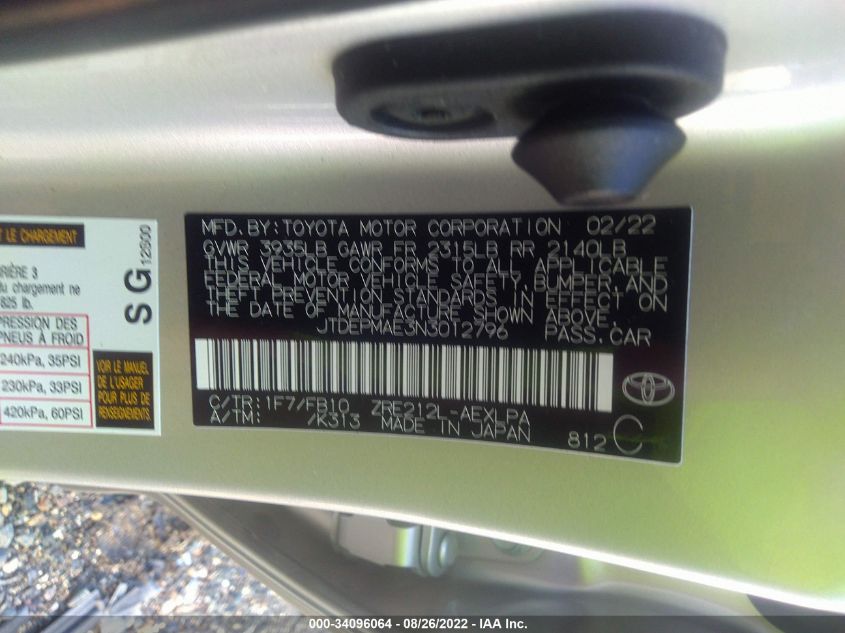 T LE CHARGEMENT
RIÈRE 3
du chargement ne
825 lb.
PRESSION DES
PNEUS À FROID
240kPa, 35PSI
230kPa, 33PSI
420kPa, 60PSI
SG
12S00
VOIR LE MANUEL
DE L'USAGER
POUR PLUS DE
RENSEIGNEMENTS
MFD.BY:TOYOTA MOTOR CORPORATION 02/22
GVWR 3935LB GAWR FR 2315LB RR 2140LB
THIS VEHICLE CONFORMS TO ALL APPLICABLE
FEDERAL MOTOR VEHICLE SAFETY, BUMPER, AND
THEFT PREVENTION STANDARDS IN EFFECT ON
THE DATE OF MANUFACTURE SHOWN ABOVE.
JTDEPMAE3N3012796 PASS.CAR
C/TR:1F7/FB10 ZRE212L-AEXLPA
A/TM: /K313 MADE IN JAPAN
812 C
000-34096064 - 08/26/2022 - IAA Inc.